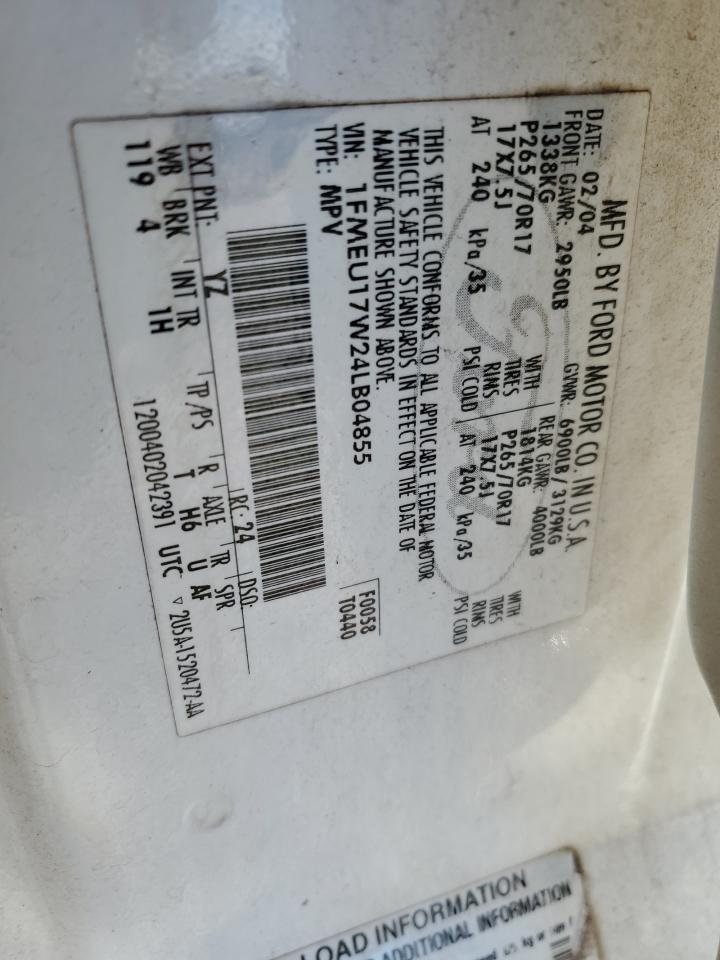 MFD. BY FORD MOTOR CO. IN U.S.A.
DATE: 02/04 GVWR: 6900LB/3129KG
FRONT GAWR: 2950LB REAR GAWR: 4000LB
1338KG WITH 1814KG WITH
P265/70R17 TIRES P265/70R17 TIRES
17X7.5J RIMS 17X7.5J RIMS
AT 240 kPa/35 PSI COLD AT 240 kPa/35 PSI COLD
THIS VEHICLE CONFORMS TO ALL APPLICABLE FEDERAL MOTOR
VEHICLE SAFETY STANDARDS IN EFFECT ON THE DATE OF
MANUFACTURE SHOWN ABOVE.
VIN: 1FMEU17W24LB04855
TYPE: MPV
F0058
T0440
EXT PNT: YZ RC: 24 DSO:
WB BRK INT TR TP/PS R AXLE TR SPR
119 4 1H T H6 U AF
1200402042391 UTC ▽ 2U5A-1520472-AA
LOAD INFORMATION
ADDITIONAL INFORMATION